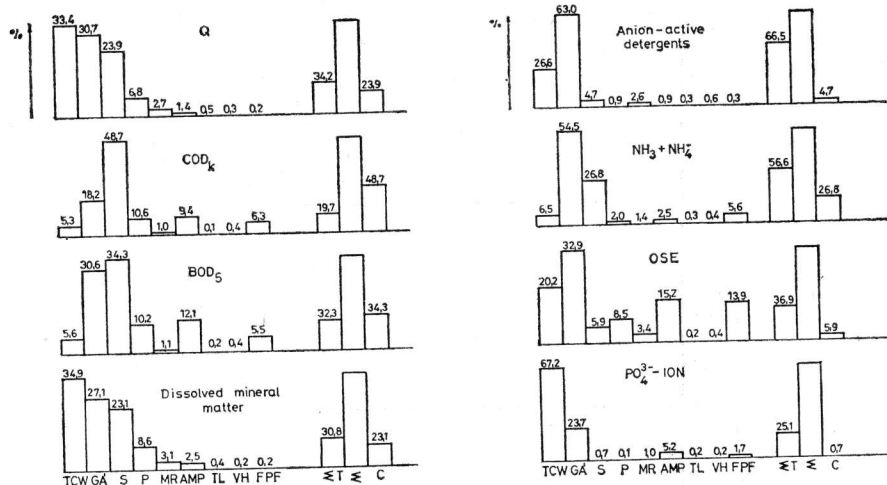 %
Q
33,4 30,7 23,9 6,8 2,7 1,4 0,5 0,3 0,2 34,2 23,9
COD k
5,3 18,2 48,7 10,6 1,0 9,4 0,1 0,4 6,3 19,7 48,7
BOD 5
5,6 30,6 34,3 10,2 1,1 12,1 0,2 0,4 5,5 32,3 34,3
Dissolved mineral
matter
34,9 27,1 23,1 8,6 3,1 2,5 0,4 0,2 0,2 30,8 23,1
TCW GÁ S P MR AMP TL VH FPF ΣT Σ C
%
Anion-active
detergents
26,6 63,0 4,7 0,9 2,6 0,9 0,3 0,6 0,3 66,5 4,7
NH3 + NH4-
6,5 54,5 26,8 2,0 1,4 2,5 0,3 0,4 5,6 56,6 26,8
OSE
20,2 32,9 5,9 8,5 3,4 15,2 0,2 0,4 13,9 36,9 5,9
PO4 3- - ION
67,2 23,7 0,7 0,1 1,0 5,2 0,2 0,2 1,7 25,1 0,7
TCW GÁ S P MR AMP TL VH FPF ΣT Σ C